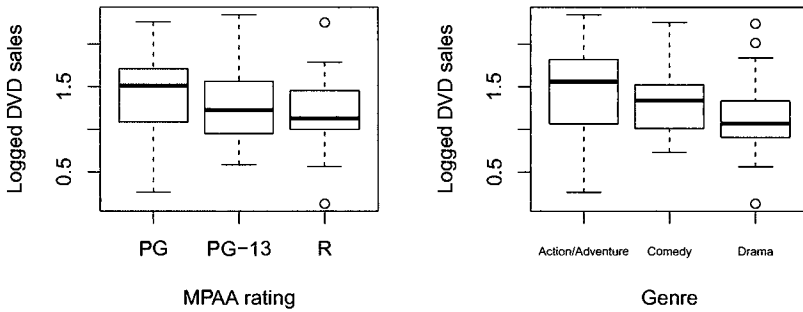 Logged DVD sales
1.5
0.5
PG PG-13 R
MPAA rating
Logged DVD sales
1.5
0.5
Action/Adventure Comedy Drama
Genre